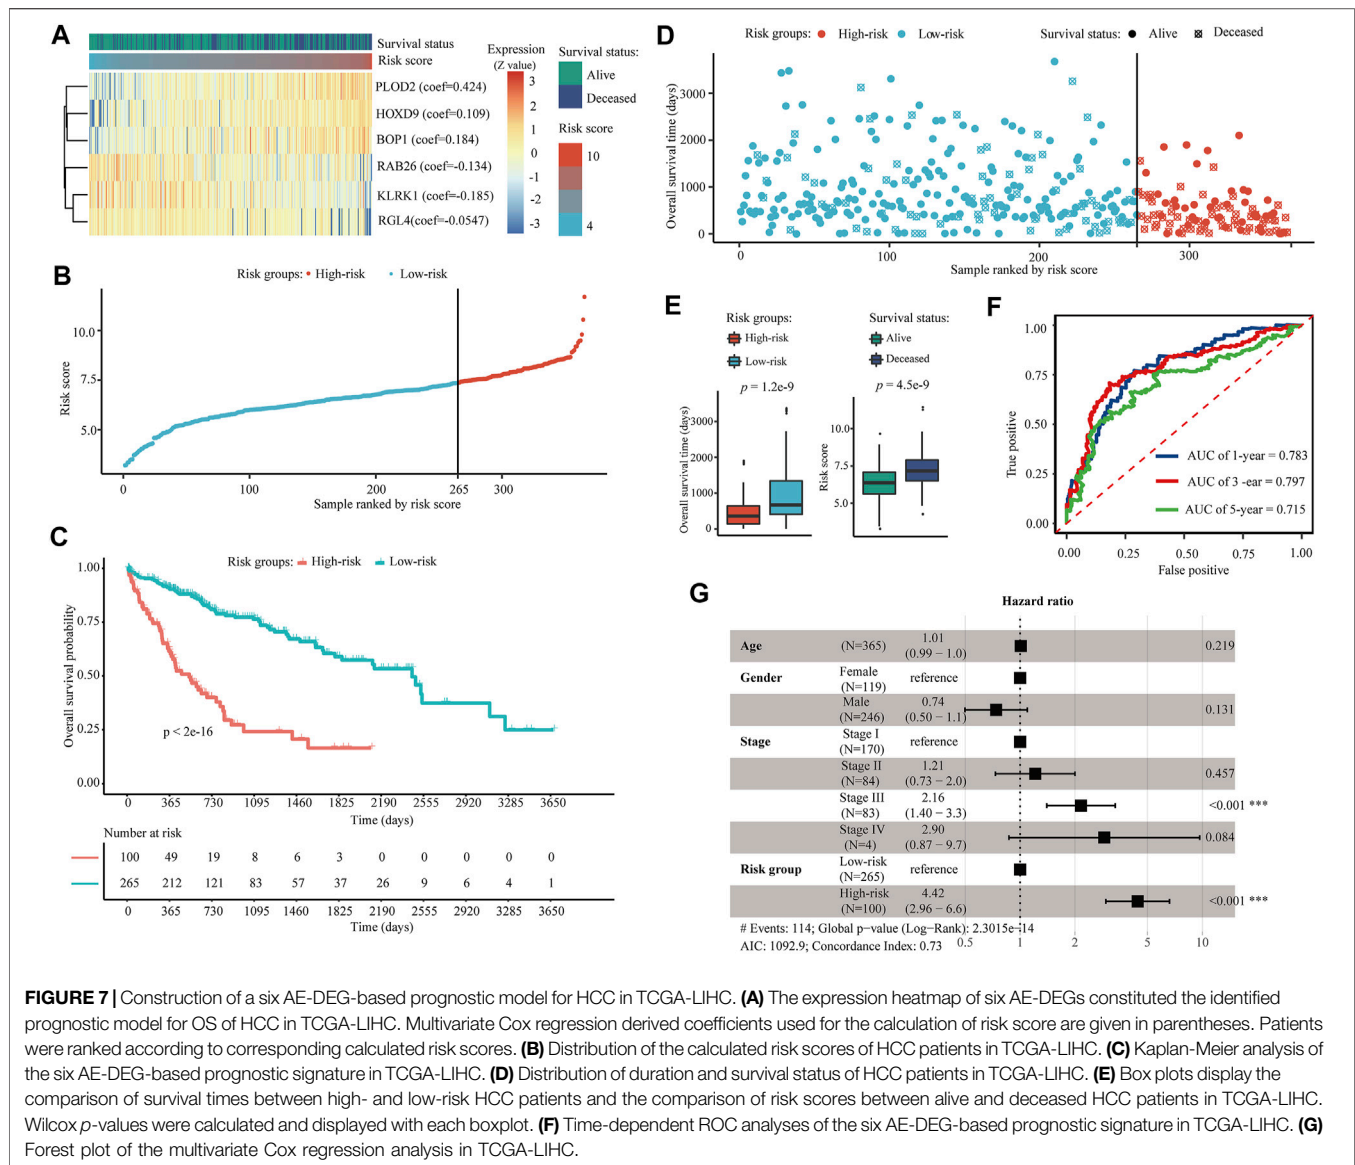 A
Survival status
Risk score
PLOD2 (coef=0.424)
HOXD9 (coef=0.109)
BOP1 (coef=0.184)
RAB26 (coef=-0.134)
KLRK1 (coef=-0.185)
RGL4(coef=-0.0547)
Expression
(Z value)
3
2
1
0
-1
-2
-3
Survival status:
Alive
Deceased
Risk score
10
4
B
Risk groups: High-risk Low-risk
Risk score
10.0
7.5
5.0
0 100 200 265 300
Sample ranked by risk score
C
Risk groups: High-risk Low-risk
Overall survival probability
1.00
0.75
0.50
0.25
0.00
p < 2e-16
0 365 730 1095 1460 1825 2190 2555 2920 3285 3650
Time (days)
Number at risk
100 49 19 8 6 3 0 0 0 0 0
265 212 121 83 57 37 26 9 6 4 1
0 365 730 1095 1460 1825 2190 2555 2920 3285 3650
Time (days)
D
Risk groups: High-risk Low-risk
Survival status: Alive Deceased
Overall survival time (days)
3000
2000
1000
0
0 100 200 300
Sample ranked by risk score
E
Risk groups:
High-risk
Low-risk
p = 1.2e-9
Overall survival time (days)
3000
2000
1000
0
Survival status:
Alive
Deceased
p = 4.5e-9
Risk score
10.0
7.5
5.0
F
True positive
1.00
0.75
0.50
0.25
0.00
AUC of 1-year = 0.783
AUC of 3 -ear = 0.797
AUC of 5-year = 0.715
0.00 0.25 0.50 0.75 1.00
False positive
G
Hazard ratio
Age (N=365) 1.01 (0.99 − 1.0) 0.219
Gender Female (N=119) reference
Male (N=246) 0.74 (0.50 − 1.1) 0.131
Stage Stage I (N=170) reference
Stage II (N=84) 1.21 (0.73 − 2.0) 0.457
Stage III (N=83) 2.16 (1.40 − 3.3) <0.001 ***
Stage IV (N=4) 2.90 (0.87 − 9.7) 0.084
Risk group Low-risk (N=265) reference
High-risk (N=100) 4.42 (2.96 − 6.6) <0.001 ***
# Events: 114; Global p−value (Log−Rank): 2.3015e−14
AIC: 1092.9; Concordance Index: 0.73
0.5 1 2 5 10
FIGURE 7 | Construction of a six AE-DEG-based prognostic model for HCC in TCGA-LIHC. (A) The expression heatmap of six AE-DEGs constituted the identified
prognostic model for OS of HCC in TCGA-LIHC. Multivariate Cox regression derived coefficients used for the calculation of risk score are given in parentheses. Patients
were ranked according to corresponding calculated risk scores. (B) Distribution of the calculated risk scores of HCC patients in TCGA-LIHC. (C) Kaplan-Meier analysis of
the six AE-DEG-based prognostic signature in TCGA-LIHC. (D) Distribution of duration and survival status of HCC patients in TCGA-LIHC. (E) Box plots display the
comparison of survival times between high- and low-risk HCC patients and the comparison of risk scores between alive and deceased HCC patients in TCGA-LIHC.
Wilcox p-values were calculated and displayed with each boxplot. (F) Time-dependent ROC analyses of the six AE-DEG-based prognostic signature in TCGA-LIHC. (G)
Forest plot of the multivariate Cox regression analysis in TCGA-LIHC.